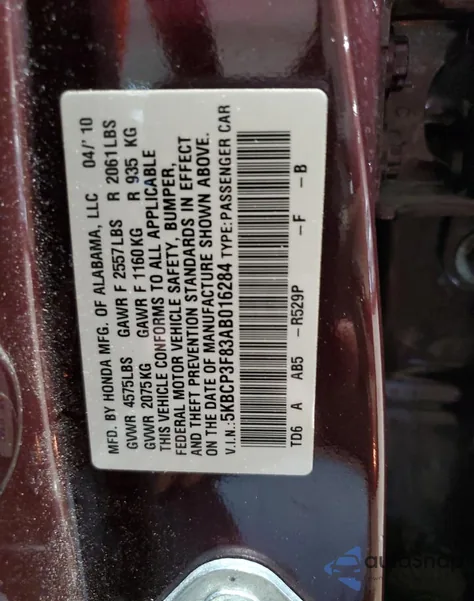 MFD. BY HONDA MFG. OF ALABAMA, LLC 04/'10
GVWR 4575LBS GAWR F 2557LBS R 2061LBS
GVWR 2075KG GAWR F 1160KG R 935 KG
THIS VEHICLE CONFORMS TO ALL APPLICABLE
FEDERAL MOTOR VEHICLE SAFETY, BUMPER,
AND THEFT PREVENTION STANDARDS IN EFFECT
ON THE DATE OF MANUFACTURE SHOWN ABOVE.
V.I.N.:5KBCP3F83AB016284 TYPE:PASSENGER CAR
TD6 A AB5 -R529P -F -B
autoSnap